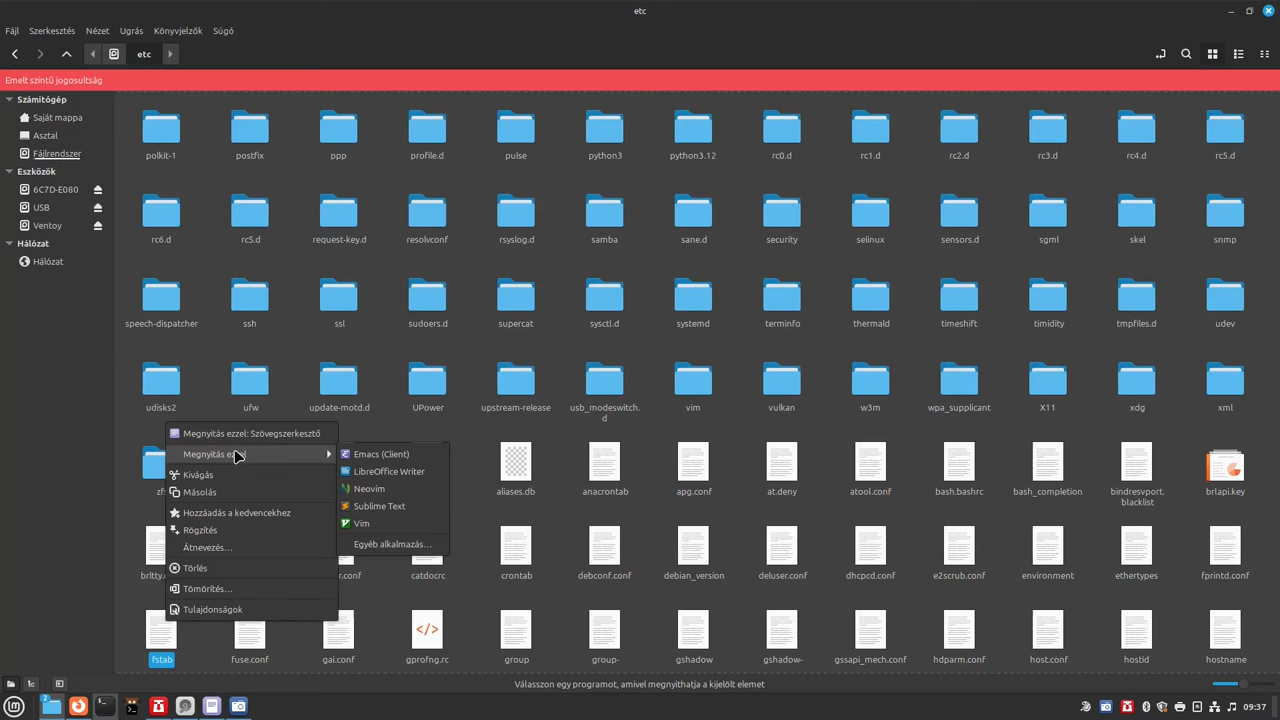 etc
Fájl Szerkesztés Nézet Ugrás Könyvjelzők Súgó
etc
Emelt szintű jogosultság
Számítógép
Saját mappa
Asztal
Fájlrendszer
Eszközök
6C7D-E080
USB
Ventoy
Hálózat
Hálózat
polkit-1 postfix ppp profile.d pulse python3 python3.12 rc0.d rc1.d rc2.d rc3.d rc4.d rc5.d
rc6.d rcS.d request-key.d resolvconf rsyslog.d samba sane.d security selinux sensors.d sgml skel snmp
speech-dispatcher ssh ssl sudoers.d supercat sysctl.d systemd terminfo thermald timeshift timidity tmpfiles.d udev
udisks2 ufw update-motd.d UPower upstream-release usb_modeswitch.d vim vulkan w3m wpa_supplicant X11 xdg xml
aliases.db anacrontab apg.conf at.deny atool.conf bash.bashrc bash_completion bindresvport.blacklist brlapi.key
catdocrc crontab debconf.conf debian_version deluser.conf dhcpcd.conf e2scrub.conf environment ethertypes fprintd.conf
fstab fuse.conf gai.conf gprofng.rc group group- gshadow gshadow- gssapi_mech.conf hdparm.conf host.conf hostid hostname
Megnyitás ezzel: Szövegszerkesztő
Megnyitás
Kivágás
Másolás
Hozzáadás a kedvencekhez
Rögzítés
Átnevezés...
Törlés
Tömörítés...
Tulajdonságok
Emacs (Client)
LibreOffice Writer
Neovim
Sublime Text
Vim
Egyéb alkalmazás...
Válasszon egy programot, amivel megnyithatja a kijelölt elemet
2
09:37